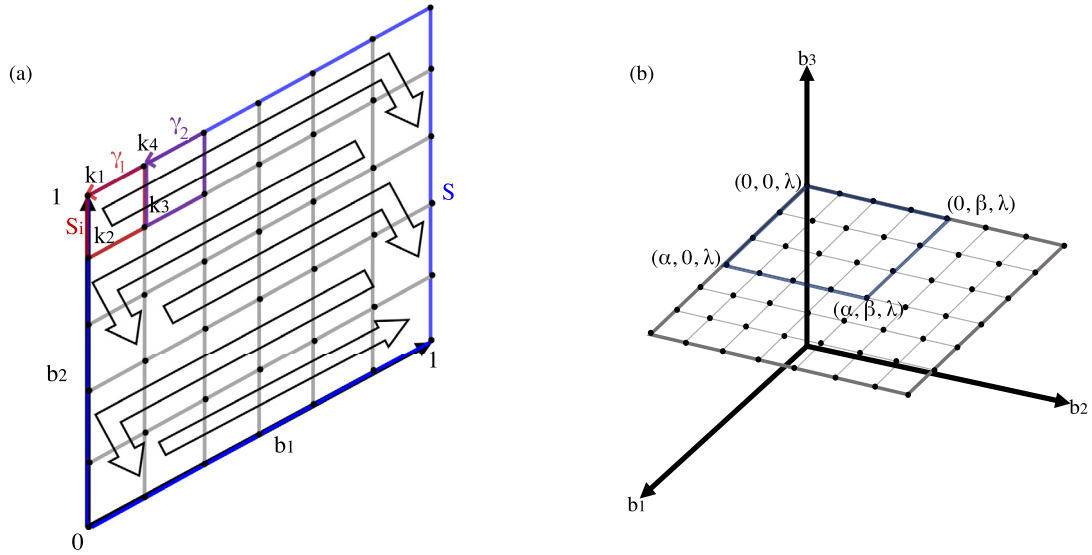 (a)
k4
γ2
γ1
k1
1
Si
k3
k2
S
b2
1
b1
0
(b)
b3
(0, 0, λ)
(0, β, λ)
(α, 0, λ)
(α, β, λ)
b2
b1